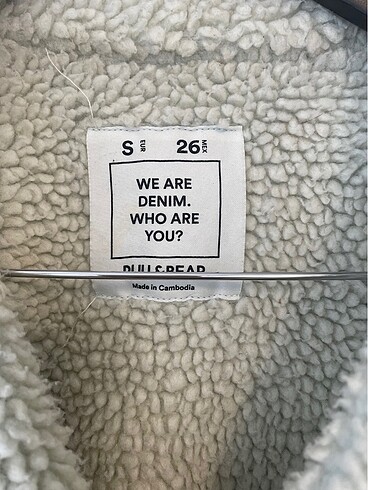 S EUR 26 MEX
WE ARE
DENIM.
WHO ARE
YOU?
PULL&BEAR
Made in Cambodia